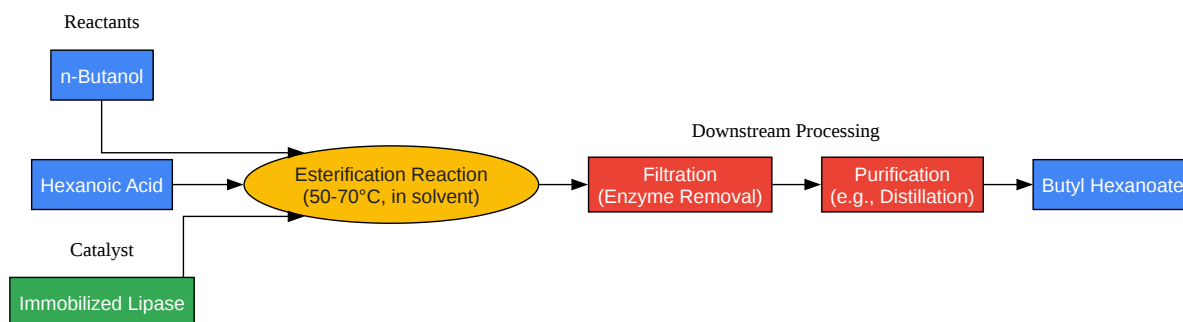 Reactants
n-Butanol
Hexanoic Acid
Catalyst
Immobilized Lipase
Esterification Reaction
(50-70°C, in solvent)
Downstream Processing
Filtration
(Enzyme Removal)
Purification
(e.g., Distillation)
Butyl Hexanoate